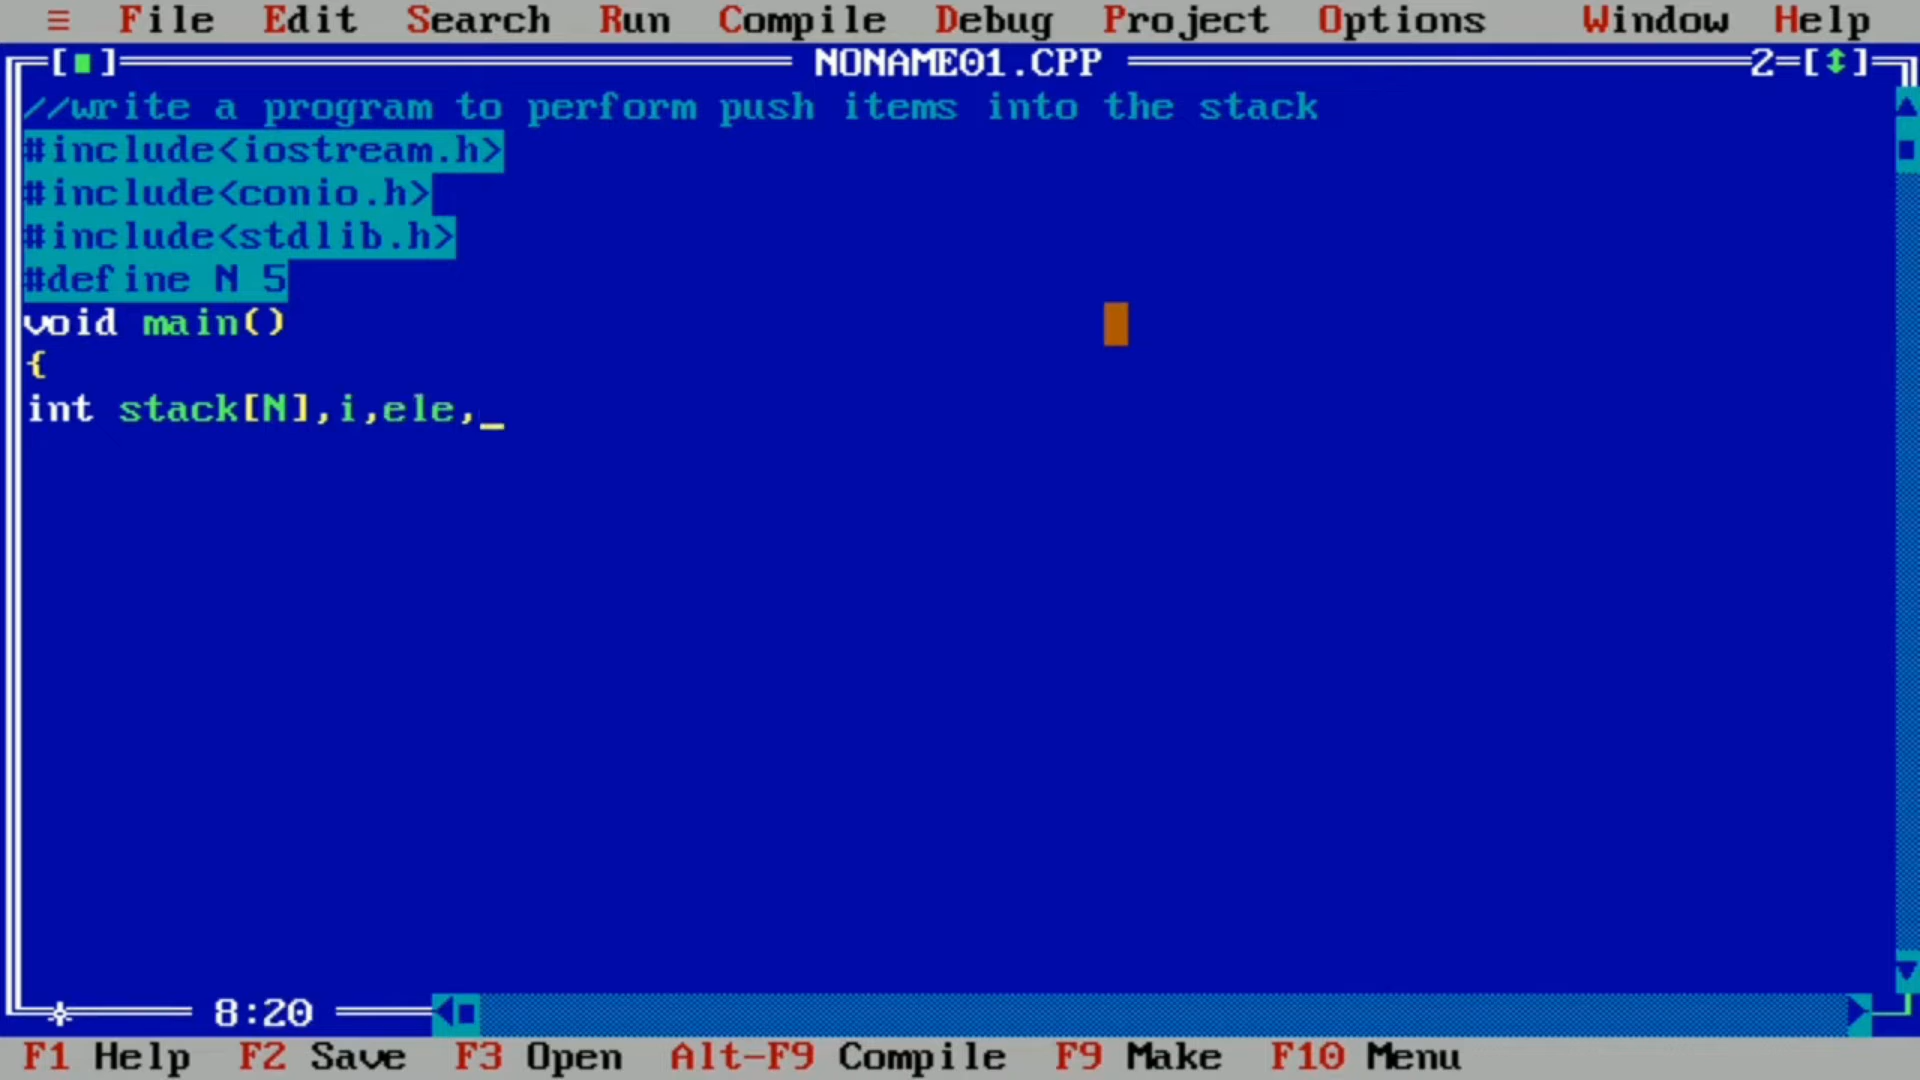 ≡ File Edit Search Run Compile Debug Project Options Window Help
[■] NONAME01.CPP 2=[↕]
//write a program to perform push items into the stack
#include<iostream.h>
#include<conio.h>
#include<stdlib.h>
#define N 5
void main()
{
int stack[N],i,ele,_
8:20
F1 Help F2 Save F3 Open Alt-F9 Compile F9 Make F10 Menu